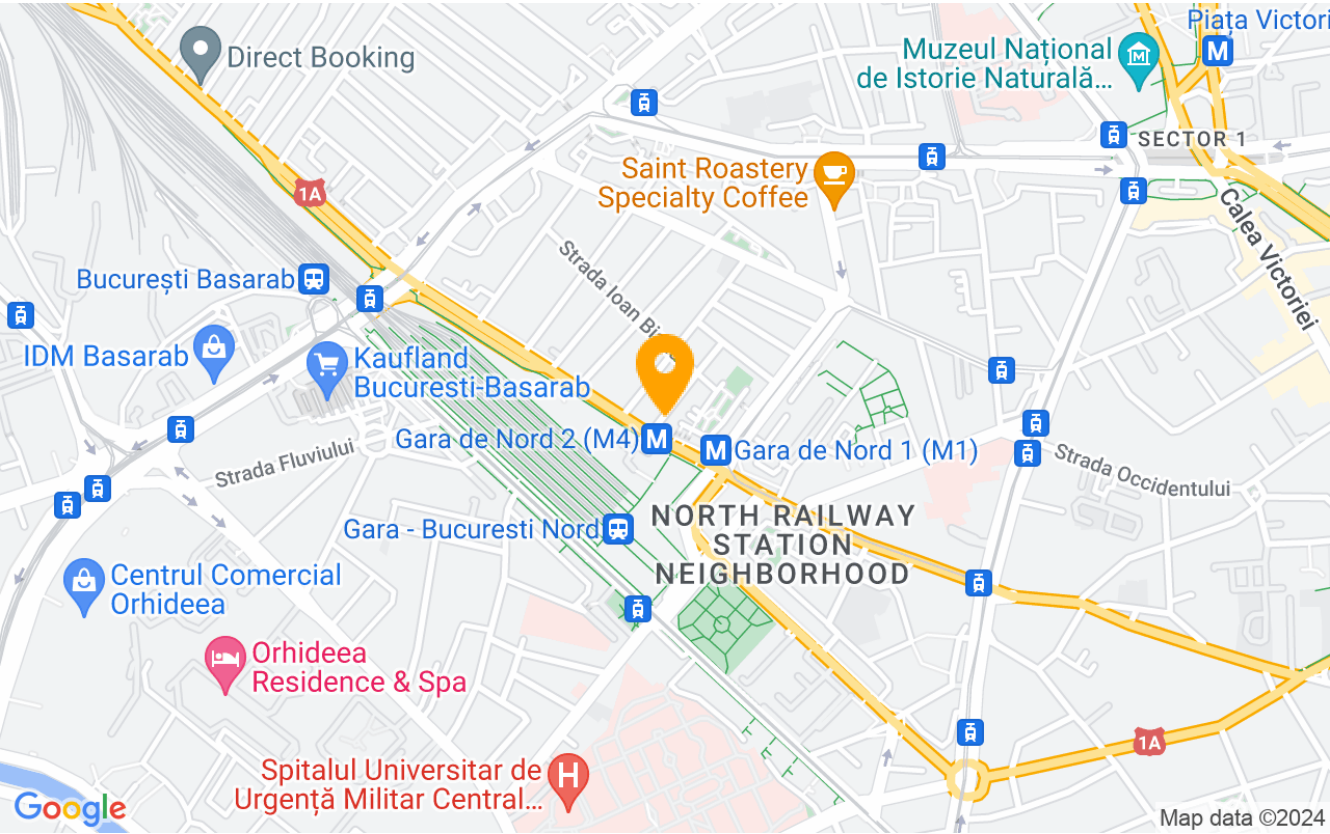 Piața Victori
Direct Booking
Muzeul Național
de Istorie Naturală...
M
SECTOR 1
Saint Roastery
Specialty Coffee
1A
Calea Victoriei
București Basarab
Strada Ioan Bi
IDM Basarab
Kaufland
Bucuresti-Basarab
Gara de Nord 2 (M4)
M
M
Gara de Nord 1 (M1)
Strada Fluviului
Strada Occidentului
Gara - Bucuresti Nord
NORTH RAILWAY
STATION
NEIGHBORHOOD
Centrul Comercial
Orhideea
Orhideea
Residence & Spa
1A
Spitalul Universitar de
Urgență Militar Central...
H
Google
Map data ©2024